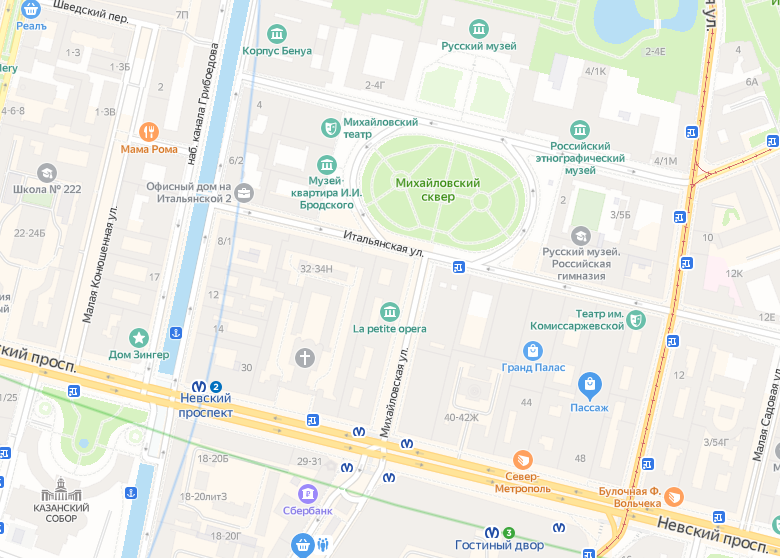 Шведский пер.
7П
Реалъ
Корпус Бенуа
Русский музей
2-4Е
4/1К
ул.
1-3
2-4Г
6А
lery
1-3В
4
4-6-8
наб. канала Грибоедова
Михайловский
театр
Мама Рома
6/2
Российский
этнографический
музей
4/1М
Школа № 222
Офисный дом на
Итальянской 2
Музей-
квартира И.И.
Бродского
Михайловский
сквер
2
3/5Б
22-24Б
Малая Конюшенная ул.
8/1
Итальянская ул.
Русский музей,
Российская
гимназия
10
12К
32-34Н
12
14
La petite opera
Театр им.
Комиссаржевской
12Е
Дом Зингер
Гранд Палас
Пассаж
30
12
Невский
проспект
2
Михайловская ул.
40-42Ж
44
Малая Садовая ул.
1/25
3/54Г
18-20Б
29-31
48
18-20лит3
Север-
Метрополь
Булочная Ф.
Вольчека
КАЗАНСКИЙ
СОБОР
Сбербанк
18-20Г
3
Гостиный двор
Невский просп.